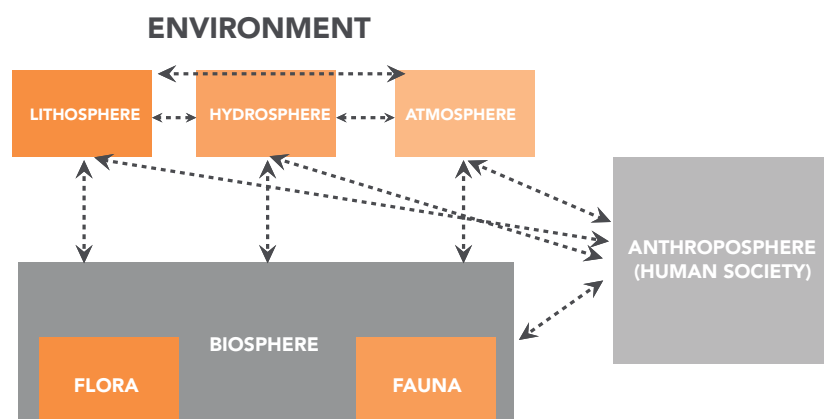 ENVIRONMENT
LITHOSPHERE
HYDROSPHERE
ATMOSPHERE
ANTHROPOSPHERE
(HUMAN SOCIETY)
BIOSPHERE
FLORA
FAUNA